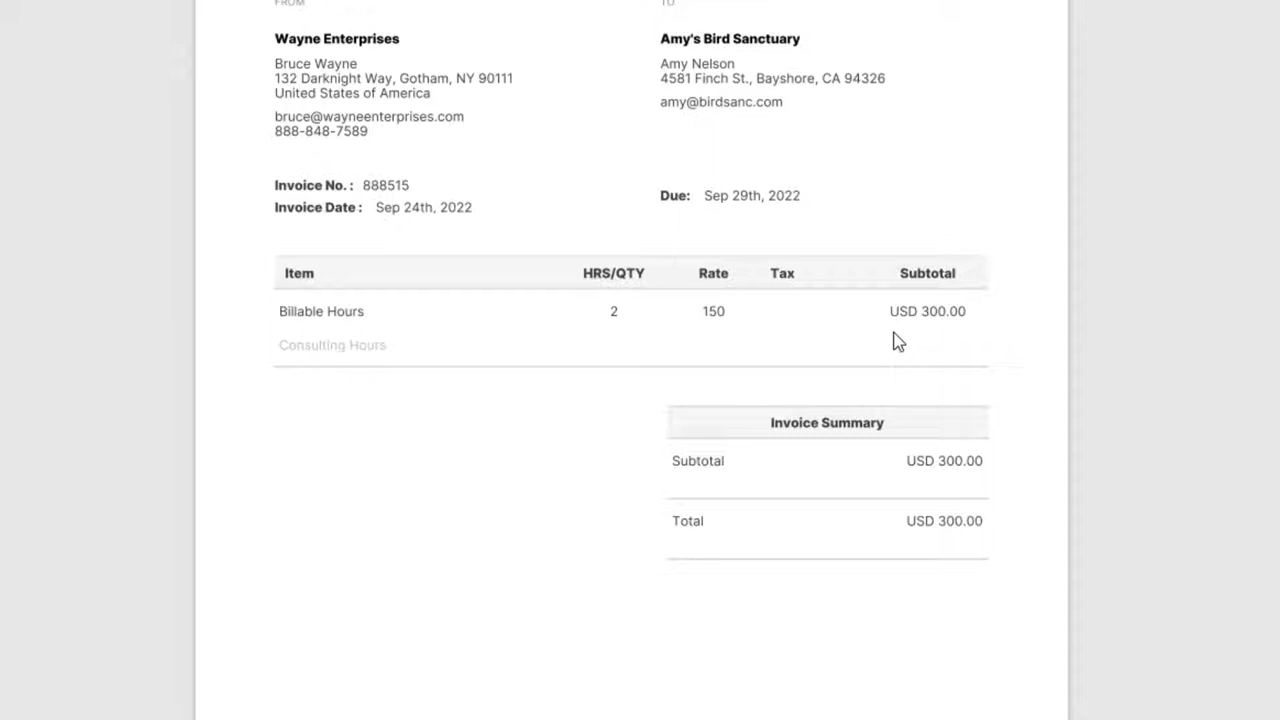 FROM
TO
Wayne Enterprises
Amy's Bird Sanctuary
Bruce Wayne
132 Darknight Way, Gotham, NY 90111
United States of America
bruce@wayneenterprises.com
888-848-7589
Amy Nelson
4581 Finch St., Bayshore, CA 94326
amy@birdsanc.com
Invoice No. : 888515
Invoice Date : Sep 24th, 2022
Due: Sep 29th, 2022
Item HRS/QTY Rate Tax Subtotal
Billable Hours 2 150 USD 300.00
Consulting Hours
Invoice Summary
Subtotal USD 300.00
Total USD 300.00